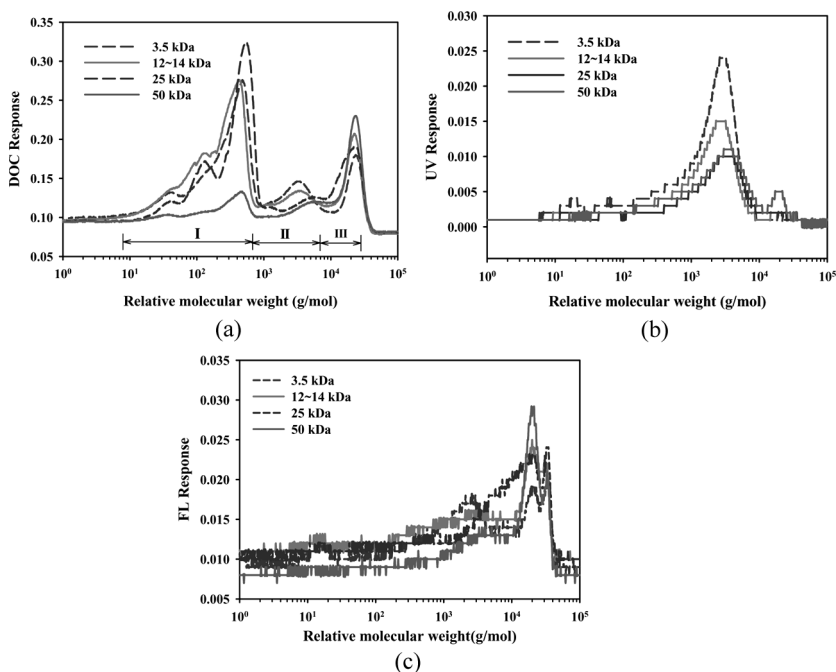 0.35
0.30
0.25
0.20
0.15
0.10
0.05
DOC Response
3.5 kDa
12~14 kDa
25 kDa
50 kDa
I
II
III
10⁰ 10¹ 10² 10³ 10⁴ 10⁵
Relative molecular weight (g/mol)
(a)
0.030
0.025
0.020
0.015
0.010
0.005
0.000
UV Response
3.5 kDa
12~14 kDa
25 kDa
50 kDa
10⁰ 10¹ 10² 10³ 10⁴ 10⁵
Relative molecular weight (g/mol)
(b)
0.035
0.030
0.025
0.020
0.015
0.010
0.005
FL Response
3.5 kDa
12~14 kDa
25 kDa
50 kDa
10⁰ 10¹ 10² 10³ 10⁴ 10⁵
Relative molecular weight(g/mol)
(c)